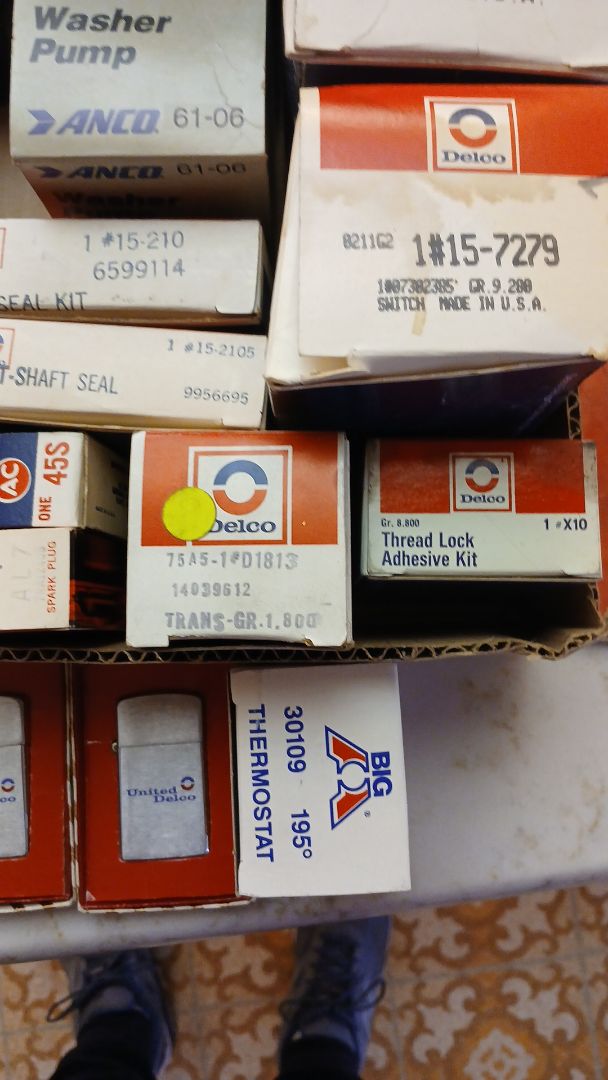 Washer
Pump
ANCO 61-06
ANCO 61-06
Washer
1 #15-210
6599114
SEAL KIT
1 #15-2105
T-SHAFT SEAL
9956695
Delco
0211G2 1#15-7279
GR.9.200
SWITCH MADE IN U.S.A.
AC
ONE 45S
SPARK PLUG
Delco
75A5-1#D1813
14039612
TRANS-GR.1.800
Delco
Gr. 8.800 1 #X10
Thread Lock
Adhesive Kit
co
United
Delco
BIG
A
30109 195°
THERMOSTAT